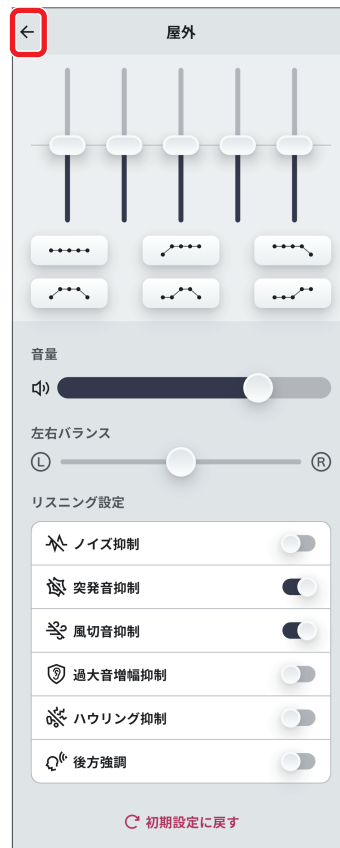 屋外
音量
左右バランス
L R
リスニング設定
ノイズ抑制
突発音抑制
風切音抑制
過大音増幅抑制
ハウリング抑制
後方強調
初期設定に戻す